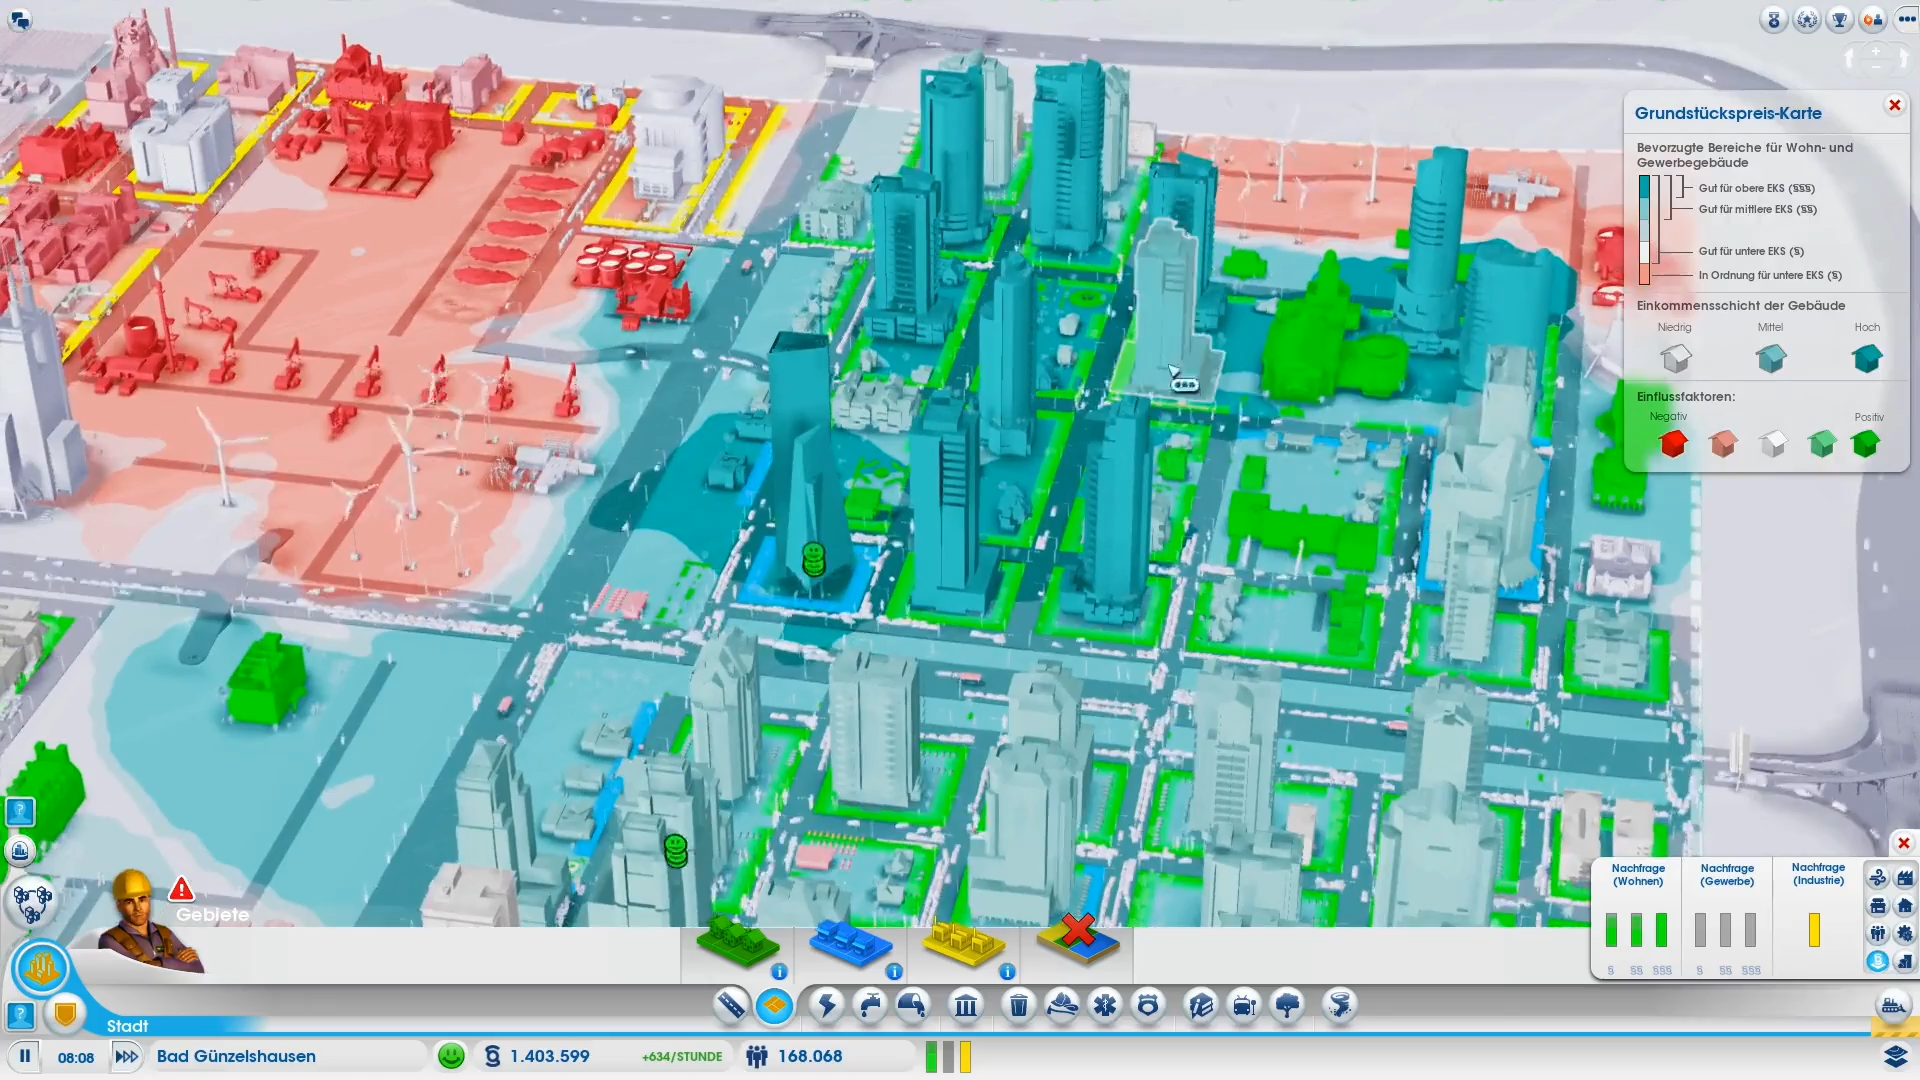 Grundstückspreis-Karte
Bevorzugte Bereiche für Wohn- und
Gewerbegebäude
Gut für obere EKS (§§§)
Gut für mittlere EKS (§§)
Gut für untere EKS (§)
In Ordnung für untere EKS (§)
Einkommensschicht der Gebäude
Niedrig
Mittel
Hoch
Einflussfaktoren:
Negativ
Positiv
Gebiete
Nachfrage
(Wohnen)
Nachfrage
(Gewerbe)
Nachfrage
(Industrie)
§ §§ §§§
§ §§ §§§
Stadt
08:08
Bad Günzelshausen
1.403.599
+634/STUNDE
168.068